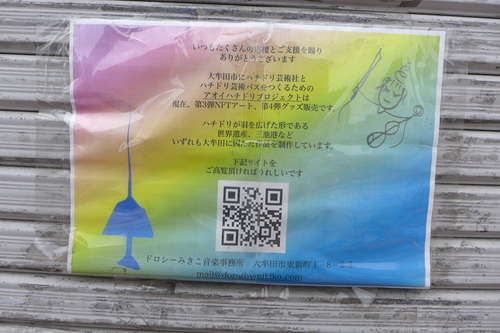 いつもたくさんの応援とご支援を賜り
ありがとうございます
大牟田市にハチドリ芸術社と
ハチドリ芸術バスをつくるための
アオイハチドリプロジェクトは
現在、第3弾NFTアート、第4弾グッズ販売です
ハチドリが羽を広げた形である
世界遺産、三池港など
いずれも大牟田に因んだ作品を制作しています。
下記サイトを
ご高覧頂ければうれしいです
ドロシーみきこ音楽事務所 大牟田市東新町1-8-23
mail@dorothymikiko.com